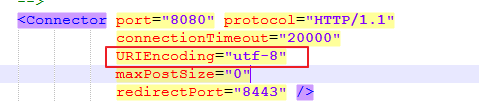 -->
<Connector port="8080" protocol="HTTP/1.1"
connectionTimeout="20000"
URIEncoding="utf-8"
maxPostSize="0"
redirectPort="8443" />